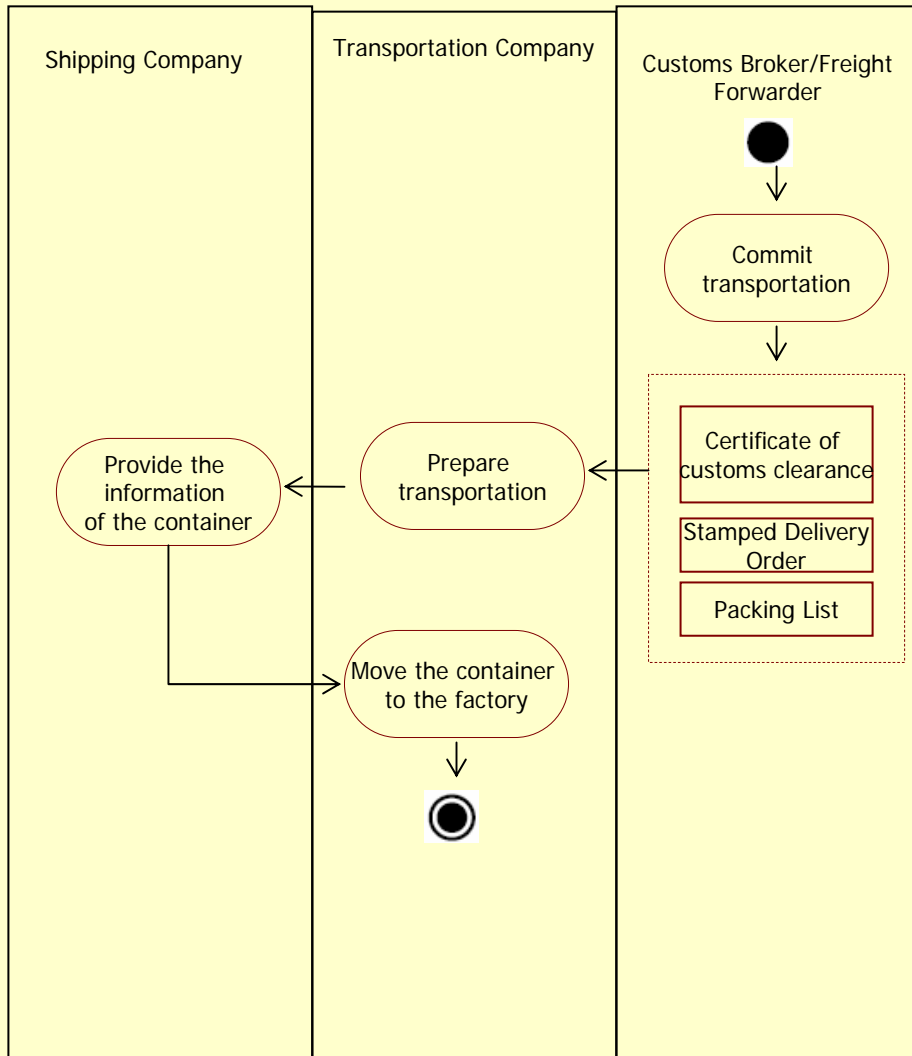 Shipping Company
Transportation Company
Customs Broker/Freight
Forwarder
Commit
transportation
Certificate of
customs clearance
Stamped Delivery
Order
Packing List
Prepare
transportation
Provide the
information
of the container
Move the container
to the factory